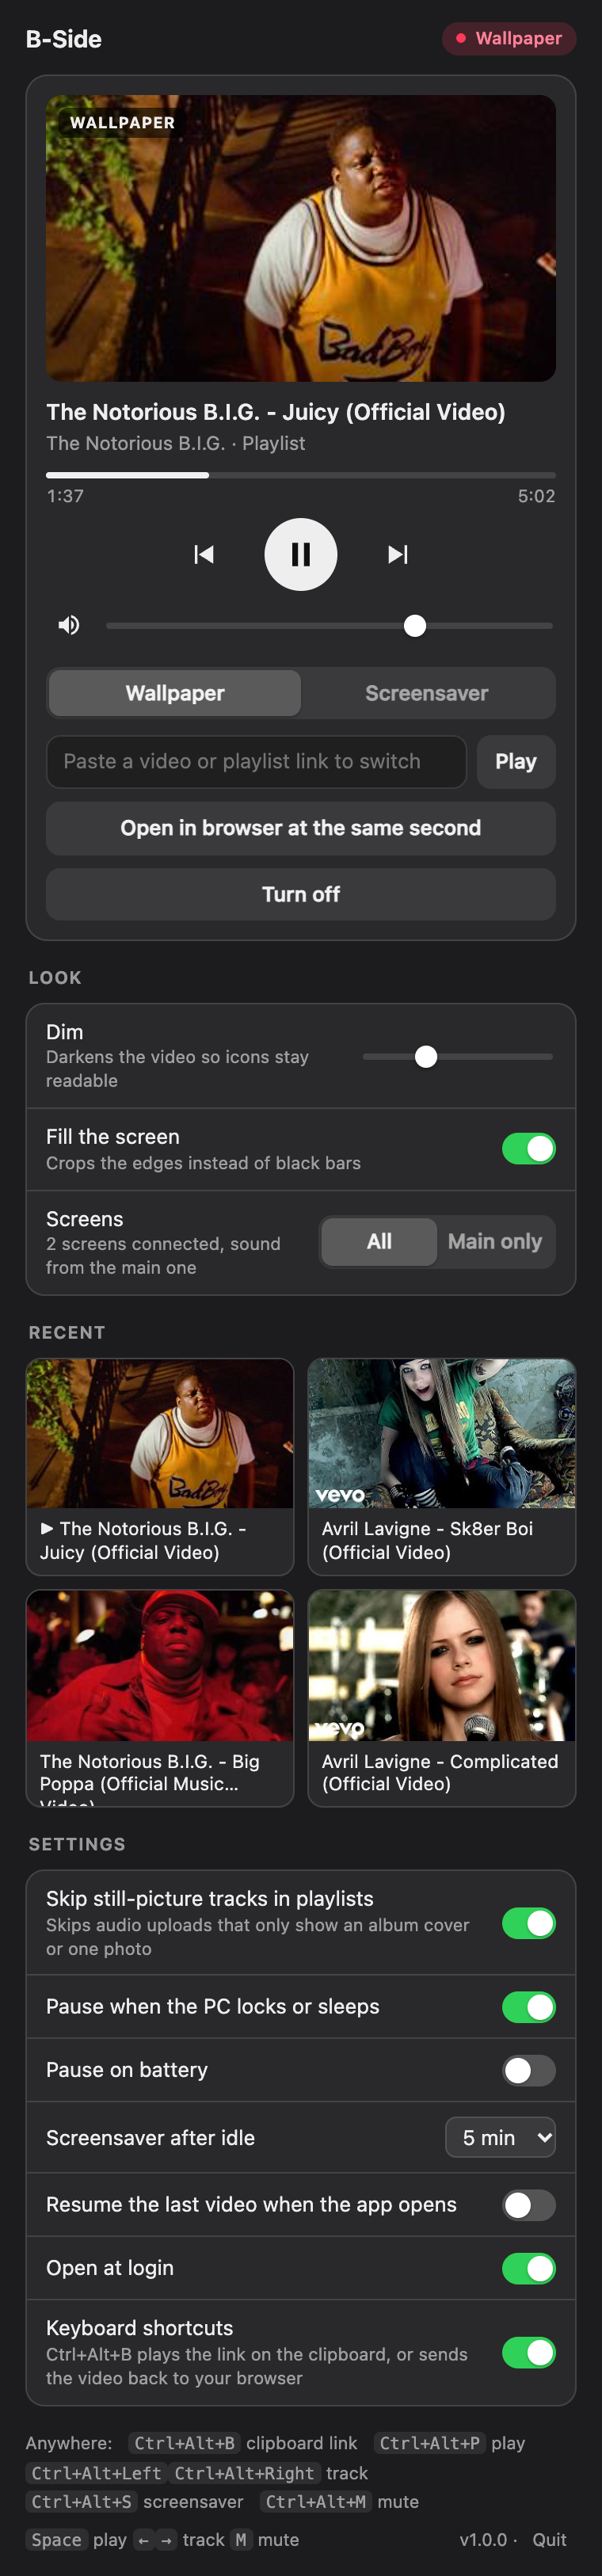 B-Side
Wallpaper
WALLPAPER
Bad Boy
The Notorious B.I.G. - Juicy (Official Video)
The Notorious B.I.G. · Playlist
1:37
5:02
Wallpaper
Screensaver
Paste a video or playlist link to switch
Play
Open in browser at the same second
Turn off
LOOK
Dim
Darkens the video so icons stay
readable
Fill the screen
Crops the edges instead of black bars
Screens
2 screens connected, sound
from the main one
All
Main only
RECENT
Bad Boy
vevo
The Notorious B.I.G. -
Juicy (Official Video)
Avril Lavigne - Sk8er Boi
(Official Video)
vevo
The Notorious B.I.G. - Big
Poppa (Official Music...
Video)
Avril Lavigne - Complicated
(Official Video)
SETTINGS
Skip still-picture tracks in playlists
Skips audio uploads that only show an album cover
or one photo
Pause when the PC locks or sleeps
Pause on battery
Screensaver after idle
5 min
Resume the last video when the app opens
Open at login
Keyboard shortcuts
Ctrl+Alt+B plays the link on the clipboard, or sends
the video back to your browser
Anywhere: Ctrl+Alt+B clipboard link Ctrl+Alt+P play
Ctrl+Alt+Left Ctrl+Alt+Right track
Ctrl+Alt+S screensaver Ctrl+Alt+M mute
Space play ← → track M mute
v1.0.0 · Quit